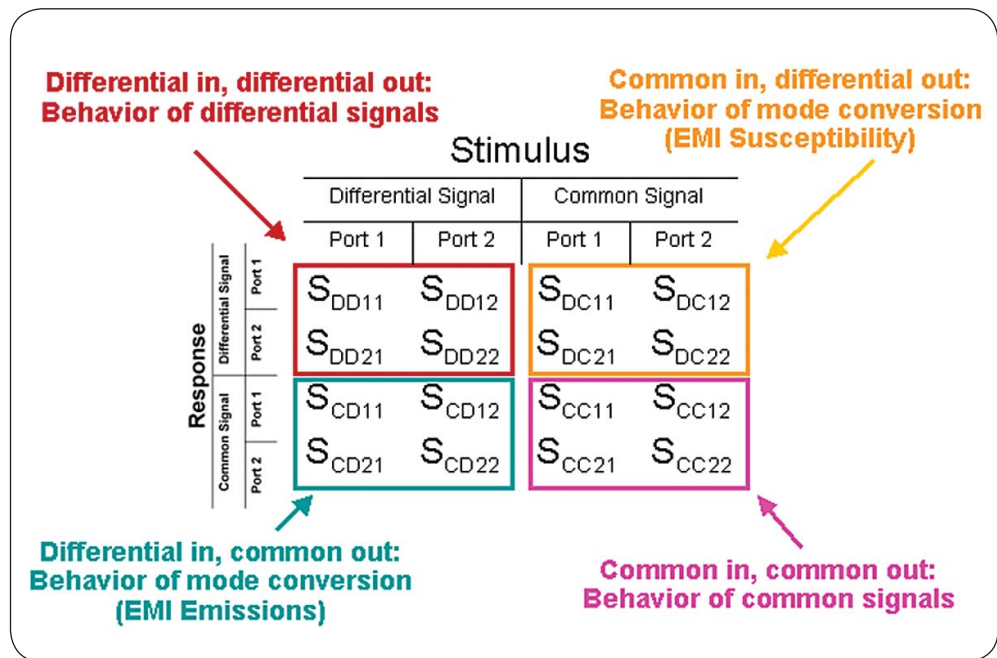 Differential in, differential out:
Behavior of differential signals
Common in, differential out:
Behavior of mode conversion
(EMI Susceptibility)
Stimulus
Differential Signal Common Signal
Port 1 Port 2 Port 1 Port 2
Response
Differential Signal
Common Signal
Port 1
Port 2
Port 1
Port 2
SDD11 SDD12 SDC11 SDC12
SDD21 SDD22 SDC21 SDC22
SCD11 SCD12 SCC11 SCC12
SCD21 SCD22 SCC21 SCC22
Differential in, common out:
Behavior of mode conversion
(EMI Emissions)
Common in, common out:
Behavior of common signals